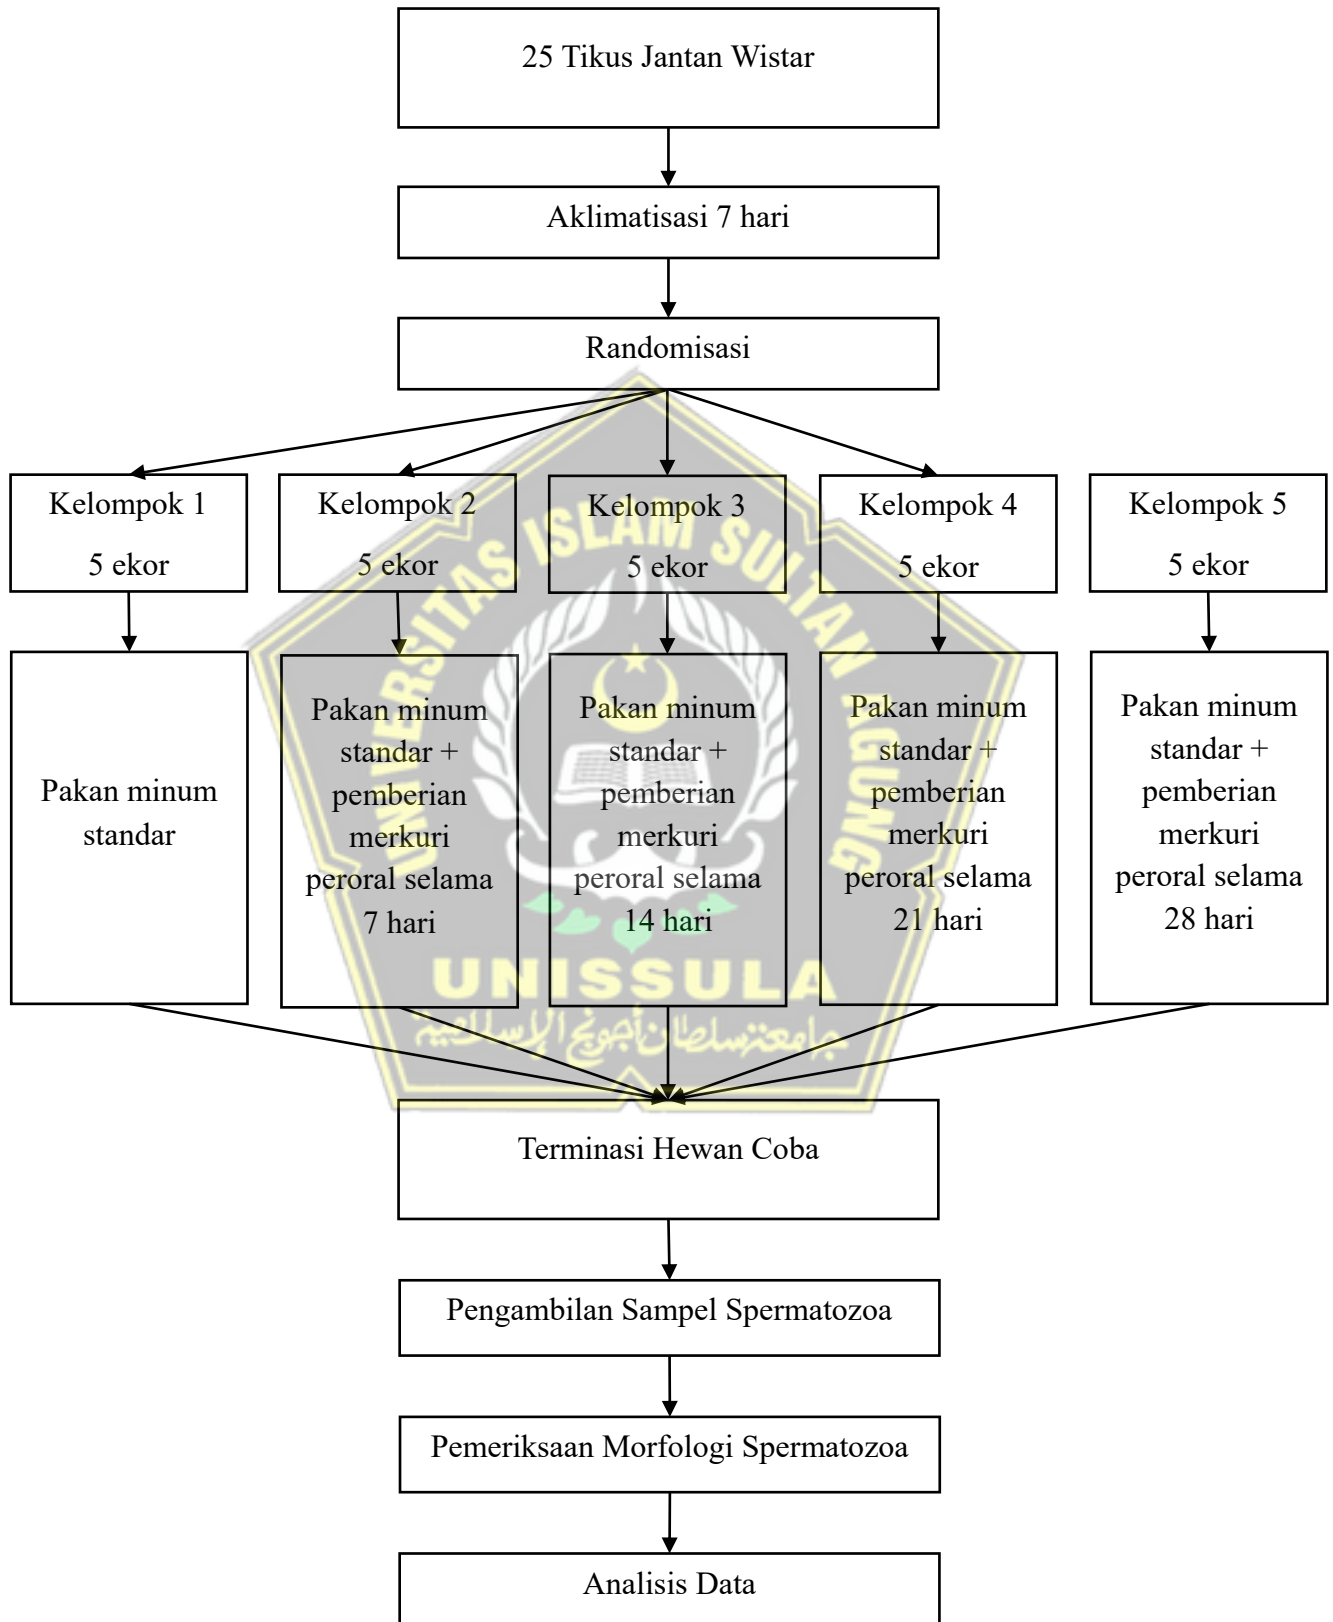 25 Tikus Jantan Wistar
Aklimatisasi 7 hari
Randomisasi
Kelompok 1
5 ekor
Kelompok 2
5 ekor
Kelompok 3
5 ekor
Kelompok 4
5 ekor
Kelompok 5
5 ekor
Pakan minum
standar
Pakan minum
standar +
pemberian
merkuri
peroral selama
7 hari
Pakan minum
standar +
pemberian
merkuri
peroral selama
14 hari
Pakan minum
standar +
pemberian
merkuri
peroral selama
21 hari
Pakan minum
standar +
pemberian
merkuri
peroral selama
28 hari
UNIVERSITAS ISLAM SULTAN AGUNG
UNISSULA
جامعتنسلطان أجونج الإسلامية
Terminasi Hewan Coba
Pengambilan Sampel Spermatozoa
Pemeriksaan Morfologi Spermatozoa
Analisis Data